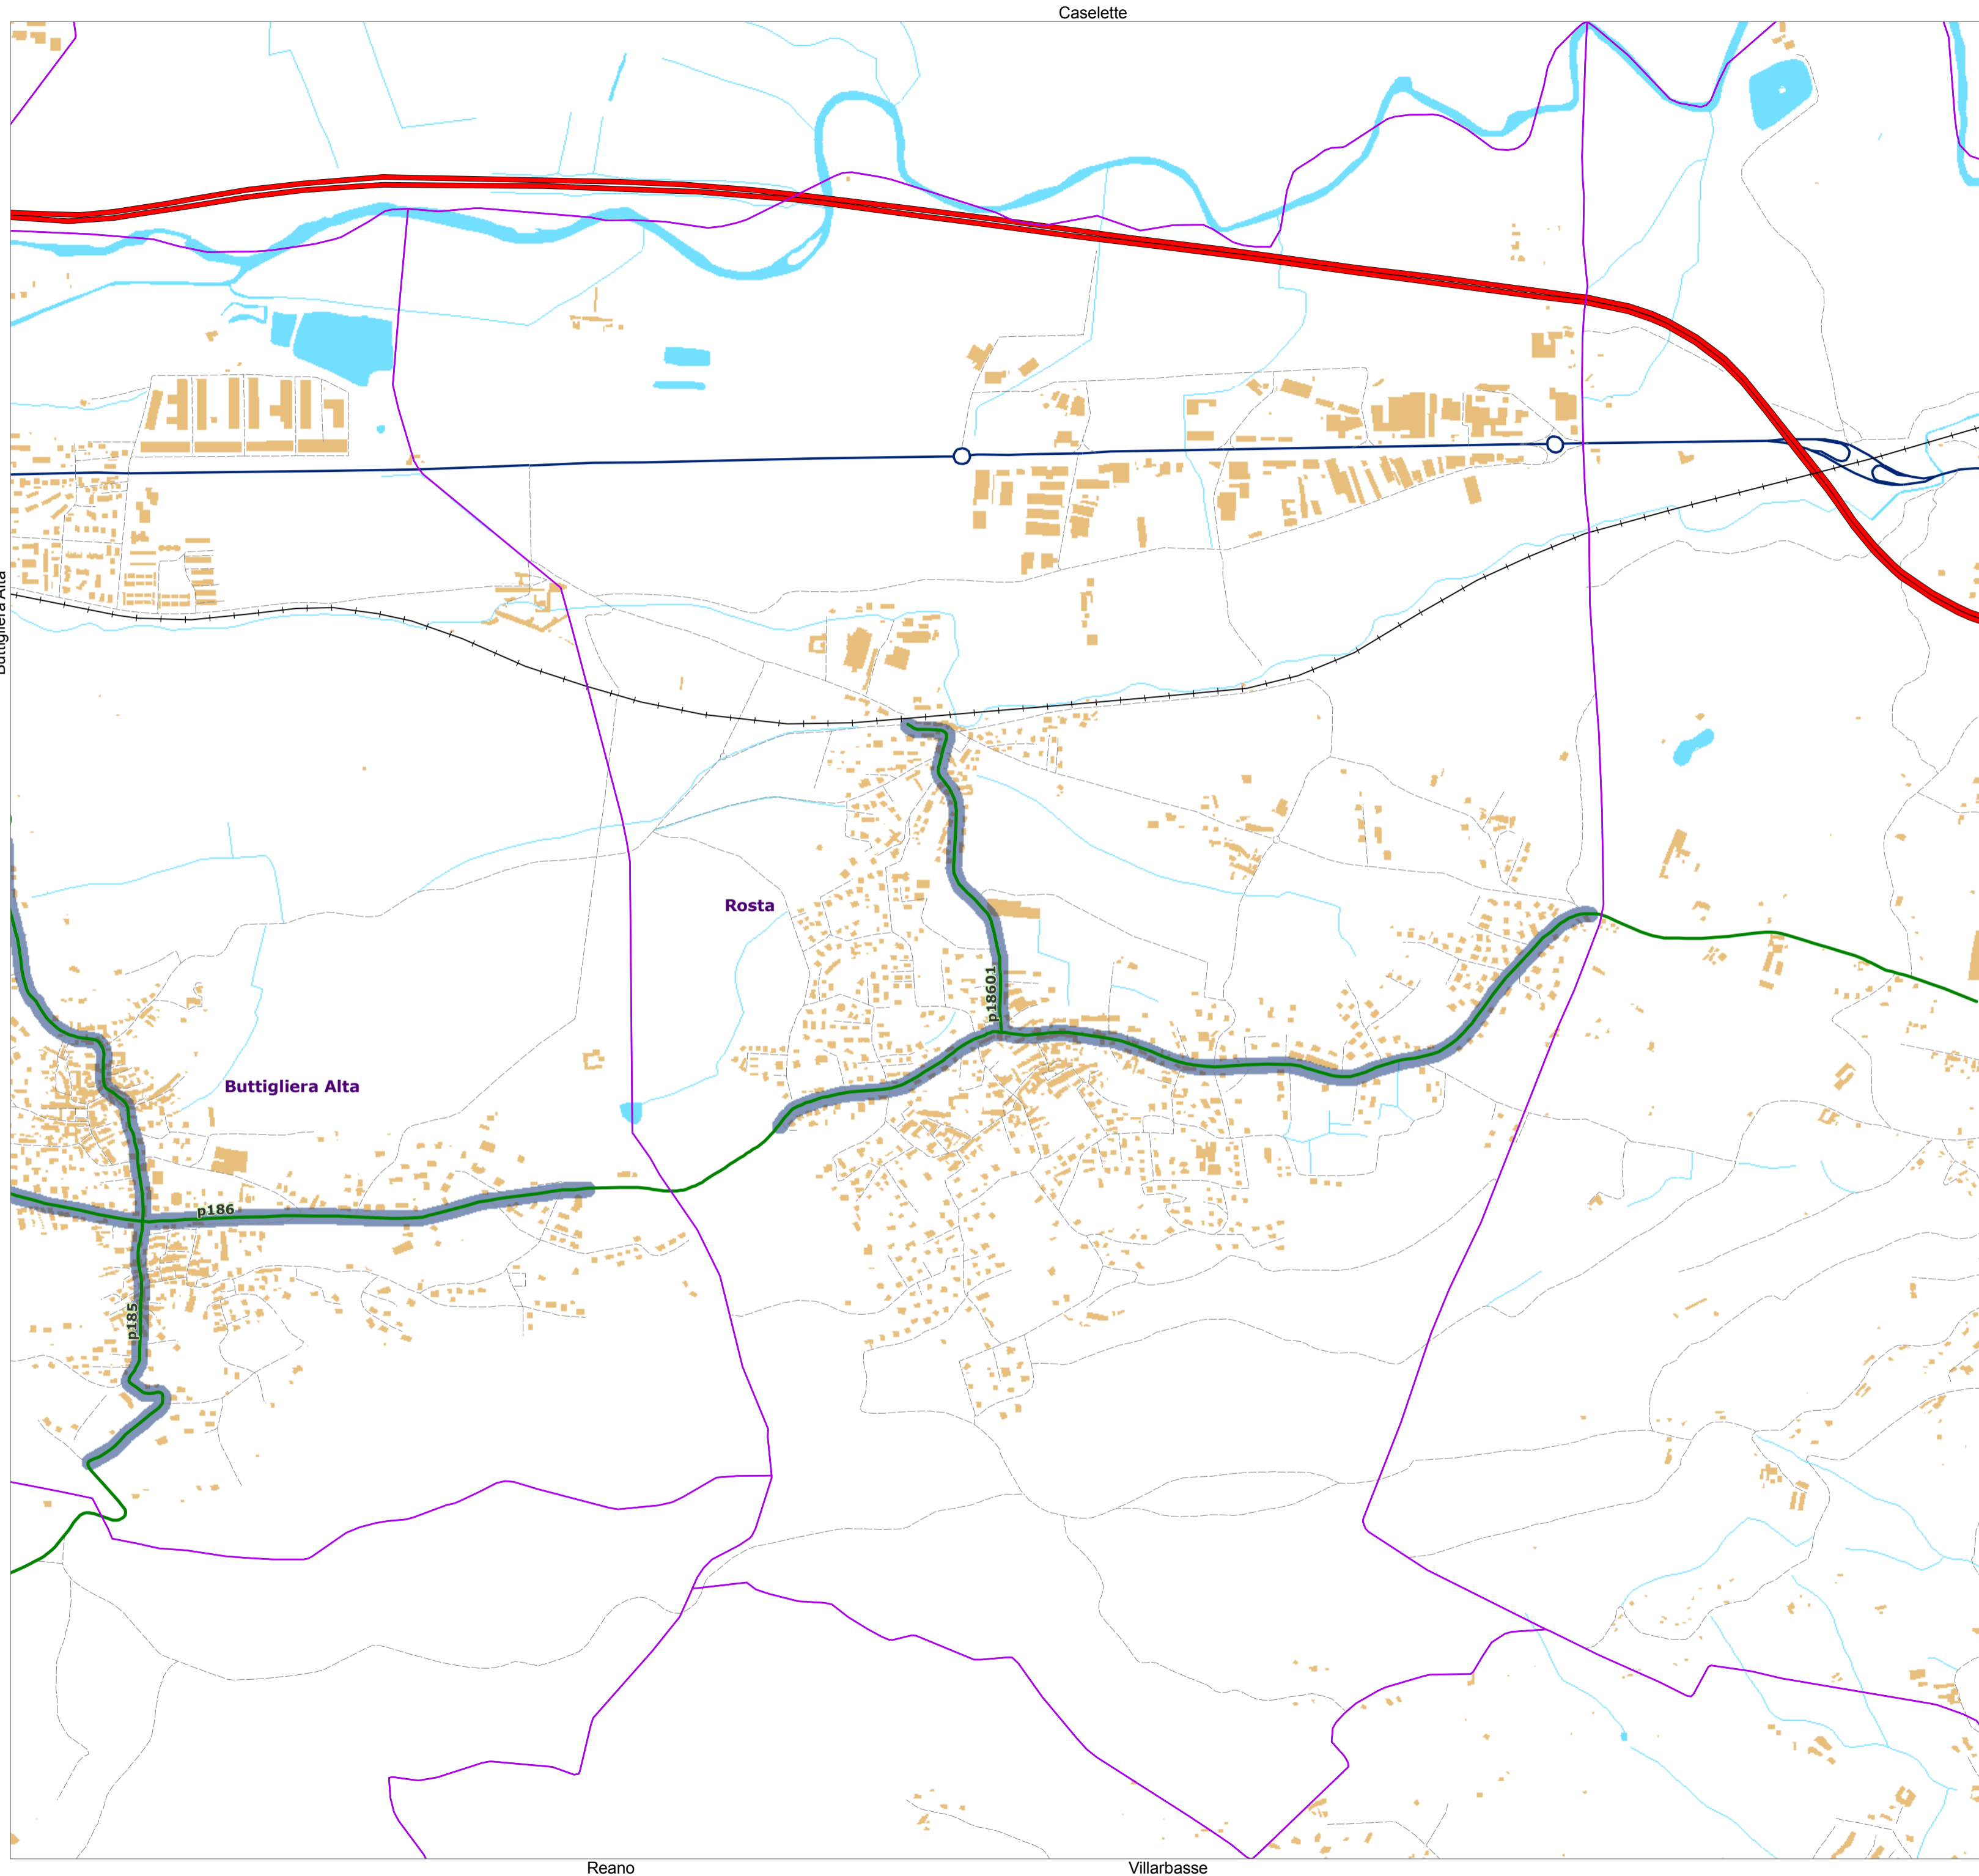 Caselette
Buttigliera Alta
Rosta
p18601
Buttigliera Alta
p186
p185
Reano
Villarbasse